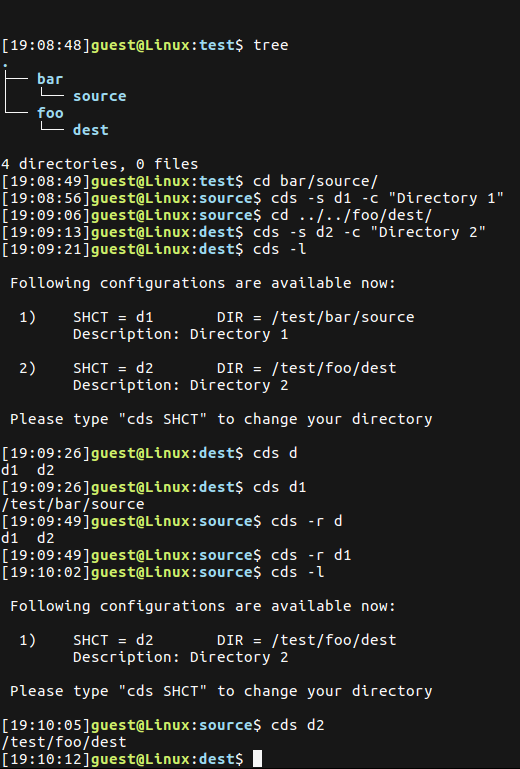 [19:08:48]guest@Linux:test$ tree
.
├── bar
│   └── source
└── foo
    └── dest
4 directories, 0 files
[19:08:49]guest@Linux:test$ cd bar/source/
[19:08:56]guest@Linux:source$ cds -s d1 -c "Directory 1"
[19:09:06]guest@Linux:source$ cd ../../foo/dest/
[19:09:13]guest@Linux:dest$ cds -s d2 -c "Directory 2"
[19:09:21]guest@Linux:dest$ cds -l
Following configurations are available now:
1)    SHCT = d1       DIR = /test/bar/source
Description: Directory 1
2)    SHCT = d2       DIR = /test/foo/dest
Description: Directory 2
Please type "cds SHCT" to change your directory
[19:09:26]guest@Linux:dest$ cds d
d1  d2
[19:09:26]guest@Linux:dest$ cds d1
/test/bar/source
[19:09:49]guest@Linux:source$ cds -r d
d1  d2
[19:09:49]guest@Linux:source$ cds -r d1
[19:10:02]guest@Linux:source$ cds -l
Following configurations are available now:
1)    SHCT = d2       DIR = /test/foo/dest
Description: Directory 2
Please type "cds SHCT" to change your directory
[19:10:05]guest@Linux:source$ cds d2
/test/foo/dest
[19:10:12]guest@Linux:dest$